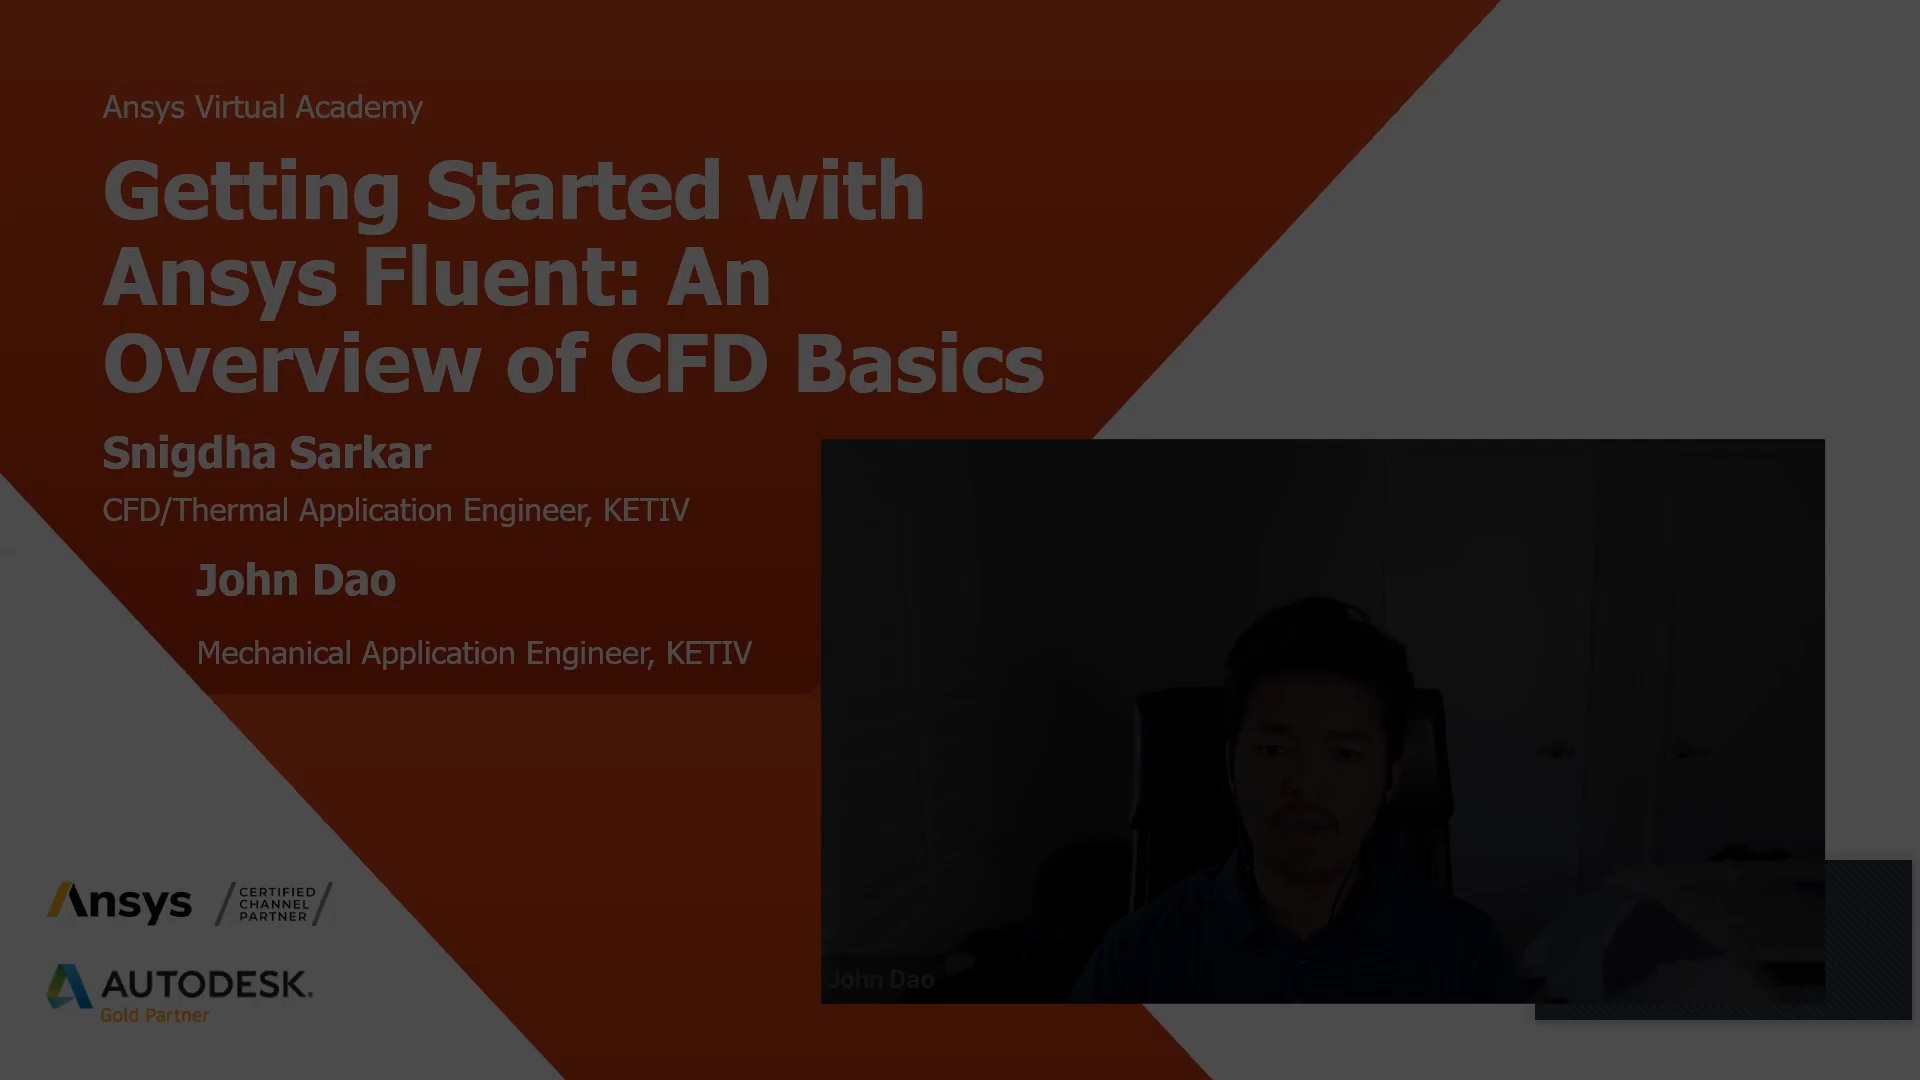 Ansys Virtual Academy
Getting Started with
Ansys Fluent: An
Overview of CFD Basics
Snigdha Sarkar
CFD/Thermal Application Engineer, KETIV
John Dao
Mechanical Application Engineer, KETIV
John Dao
Ansys
CERTIFIED
CHANNEL
PARTNER
AUTODESK.
Gold Partner